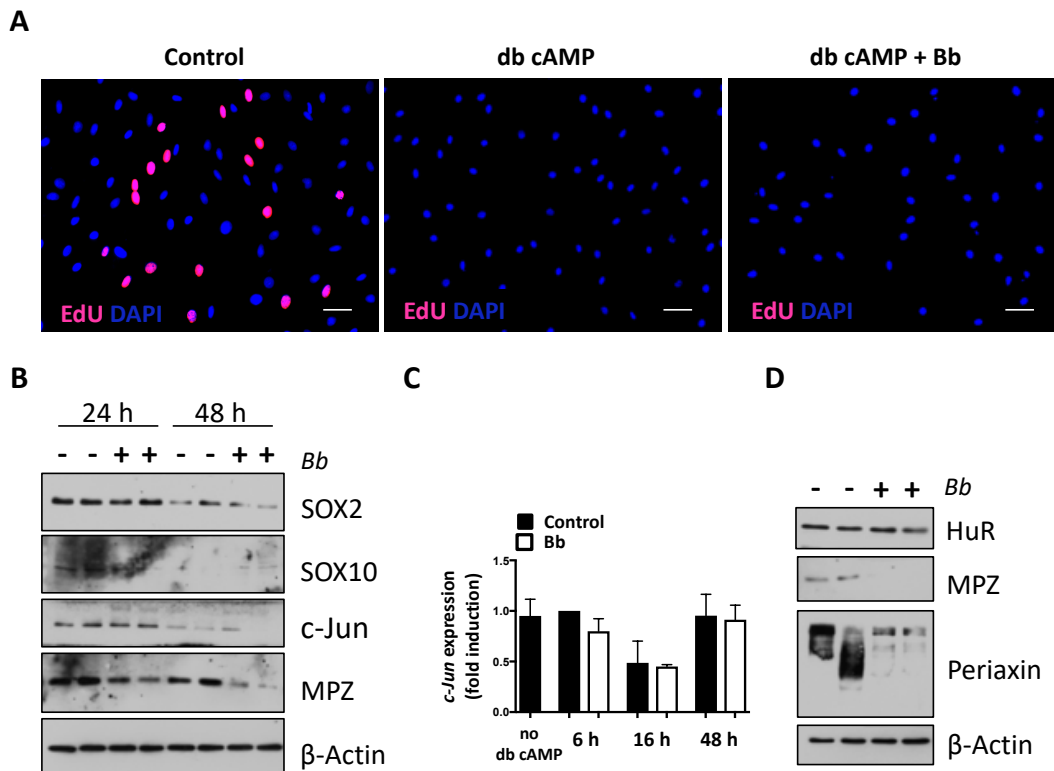 A
Control
db cAMP
db cAMP + Bb
EdU DAPI
EdU DAPI
EdU DAPI
B
24 h 48 h
- - + + - - + + Bb
SOX2
SOX10
c-Jun
MPZ
β-Actin
C
Control
Bb
c-Jun expression
(fold induction)
1.0
0.5
0.0
no
db cAMP
6 h
16 h
48 h
D
- - + + Bb
HuR
MPZ
Periaxin
β-Actin